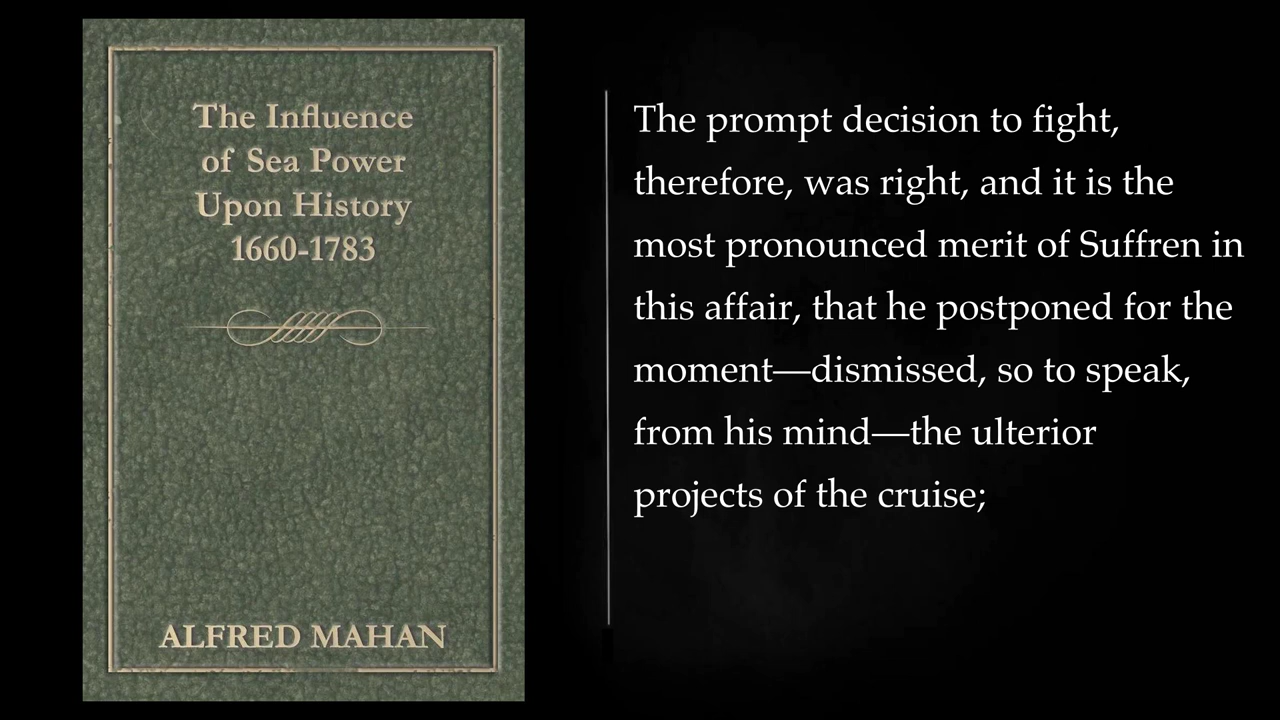 The Influence
of Sea Power
Upon History
1660-1783
ALFRED MAHAN
The prompt decision to fight,
therefore, was right, and it is the
most pronounced merit of Suffren in
this affair, that he postponed for the
moment—dismissed, so to speak,
from his mind—the ulterior
projects of the cruise;